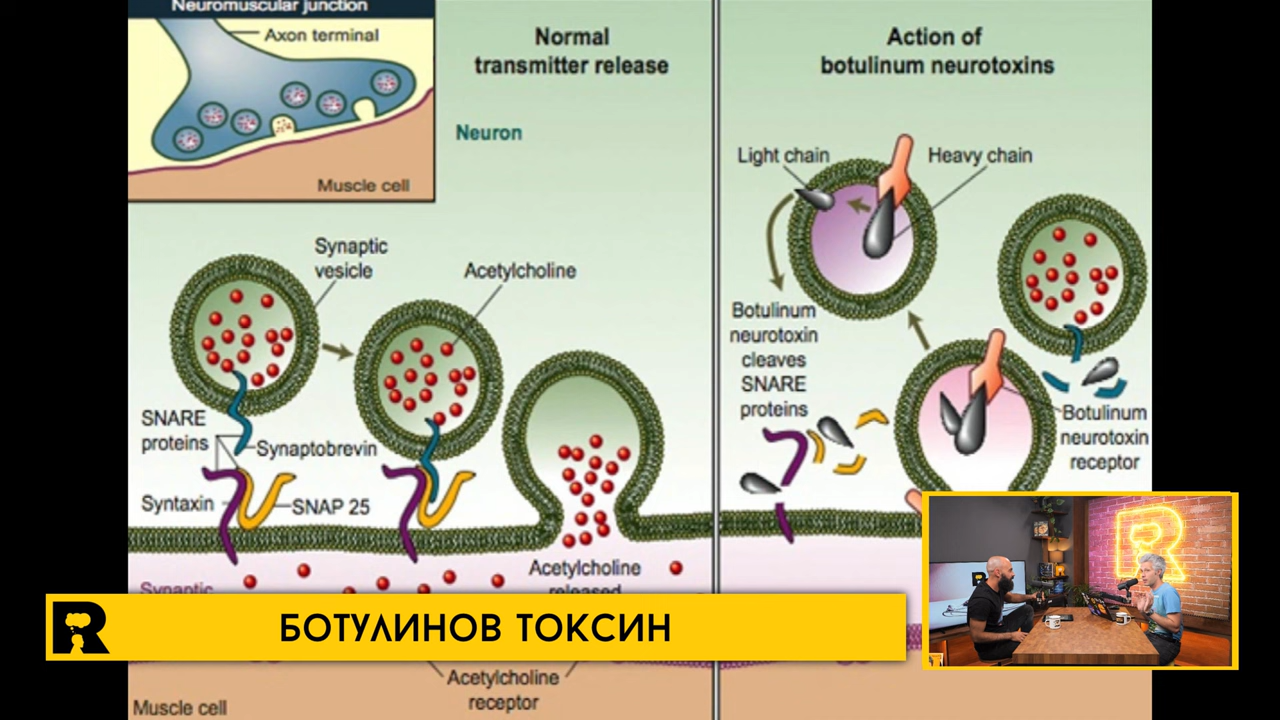 Neuromuscular junction
Axon terminal
Muscle cell
Normal
transmitter release
Neuron
Synaptic
vesicle
Acetylcholine
SNARE
proteins
Synaptobrevin
Syntaxin
SNAP 25
Acetylcholine
released
Synaptic
Acetylcholine
receptor
Muscle cell
Action of
botulinum neurotoxins
Light chain
Heavy chain
Botulinum
neurotoxin
cleaves
SNARE
proteins
Botulinum
neurotoxin
receptor
R
БОТУЛИНОВ ТОКСИН
R